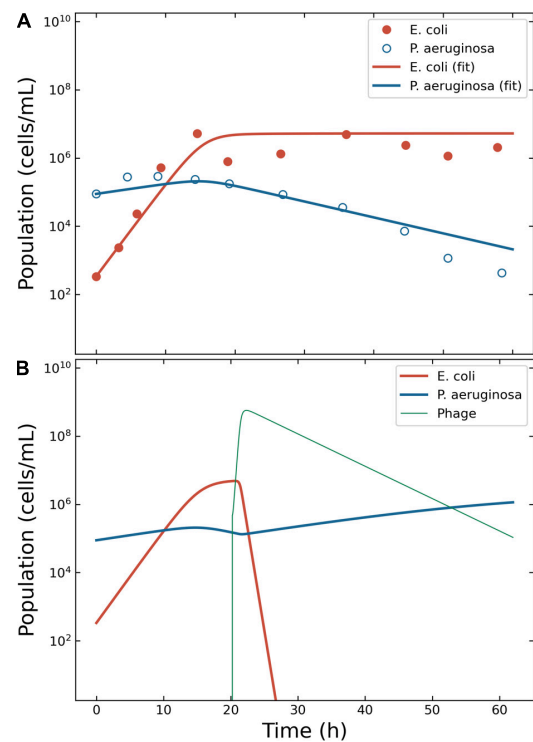 A
10^10
10^8
10^6
10^4
10^2
Population (cells/mL)
E. coli
P. aeruginosa
E. coli (fit)
P. aeruginosa (fit)
B
10^10
10^8
10^6
10^4
10^2
Population (cells/mL)
E. coli
P. aeruginosa
Phage
0 10 20 30 40 50 60
Time (h)